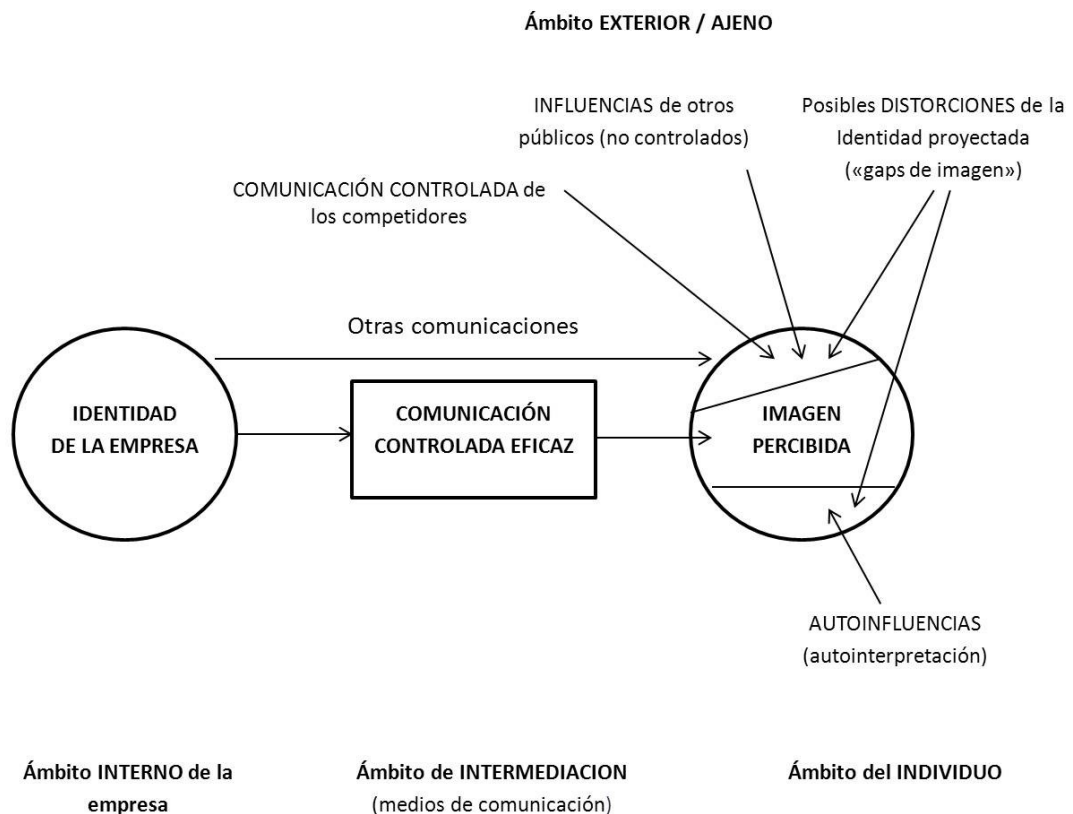 Ámbito EXTERIOR / AJENO
INFLUENCIAS de otros
públicos (no controlados)
Posibles DISTORCIONES de la
Identidad proyectada
(«gaps de imagen»)
COMUNICACIÓN CONTROLADA de
los competidores
Otras comunicaciones
IDENTIDAD
DE LA EMPRESA
COMUNICACIÓN
CONTROLADA EFICAZ
IMAGEN
PERCIBIDA
AUTOINFLUENCIAS
(autointerpretación)
Ámbito INTERNO de la
empresa
Ámbito de INTERMEDIACION
(medios de comunicación)
Ámbito del INDIVIDUO